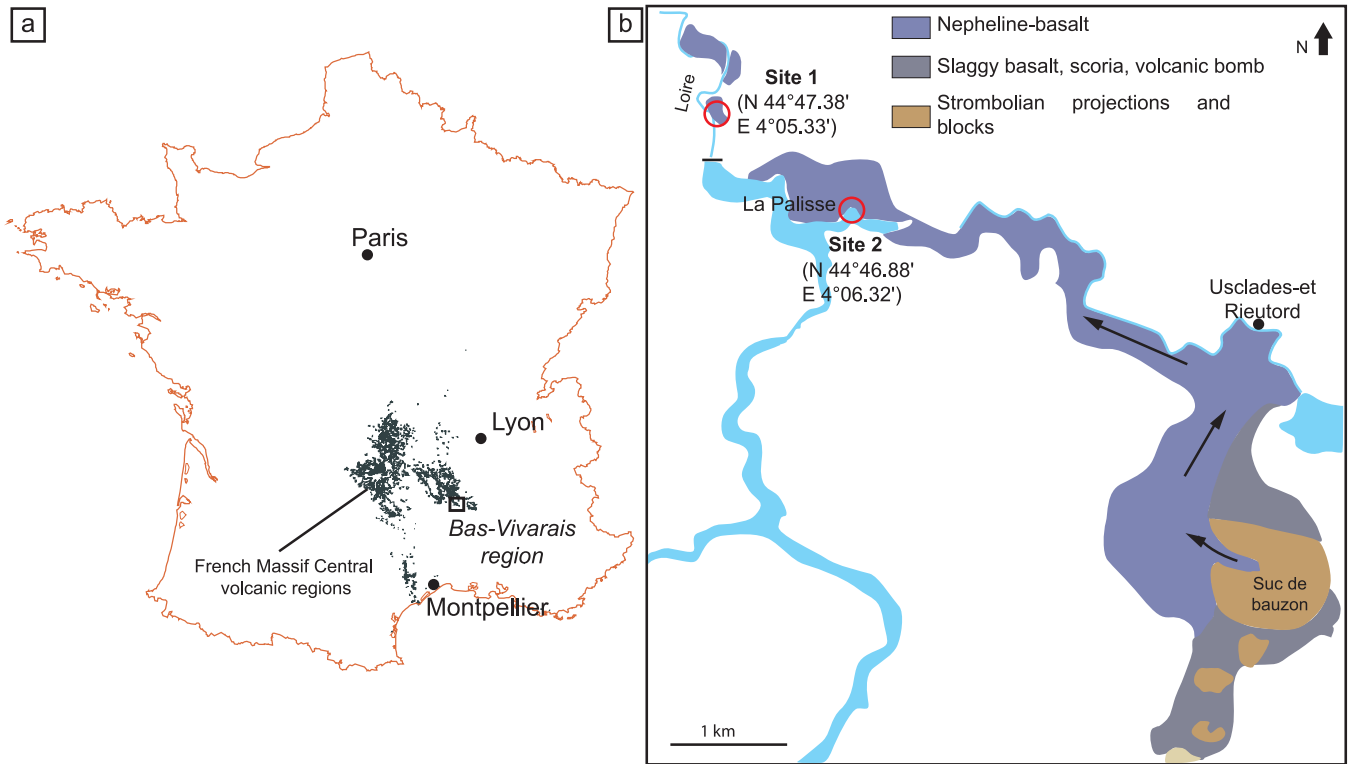 a
Paris
Lyon
Bas-Vivarais
region
French Massif Central
volcanic regions
Montpellier
b
Nepheline-basalt
Slaggy basalt, scoria, volcanic bomb
Strombolian projections and
blocks
N
Loire
Site 1
(N 44°47.38'
E 4°05.33')
La Palisse
Site 2
(N 44°46.88'
E 4°06.32')
Usclades-et
Rieutord
Suc de
bauzon
1 km